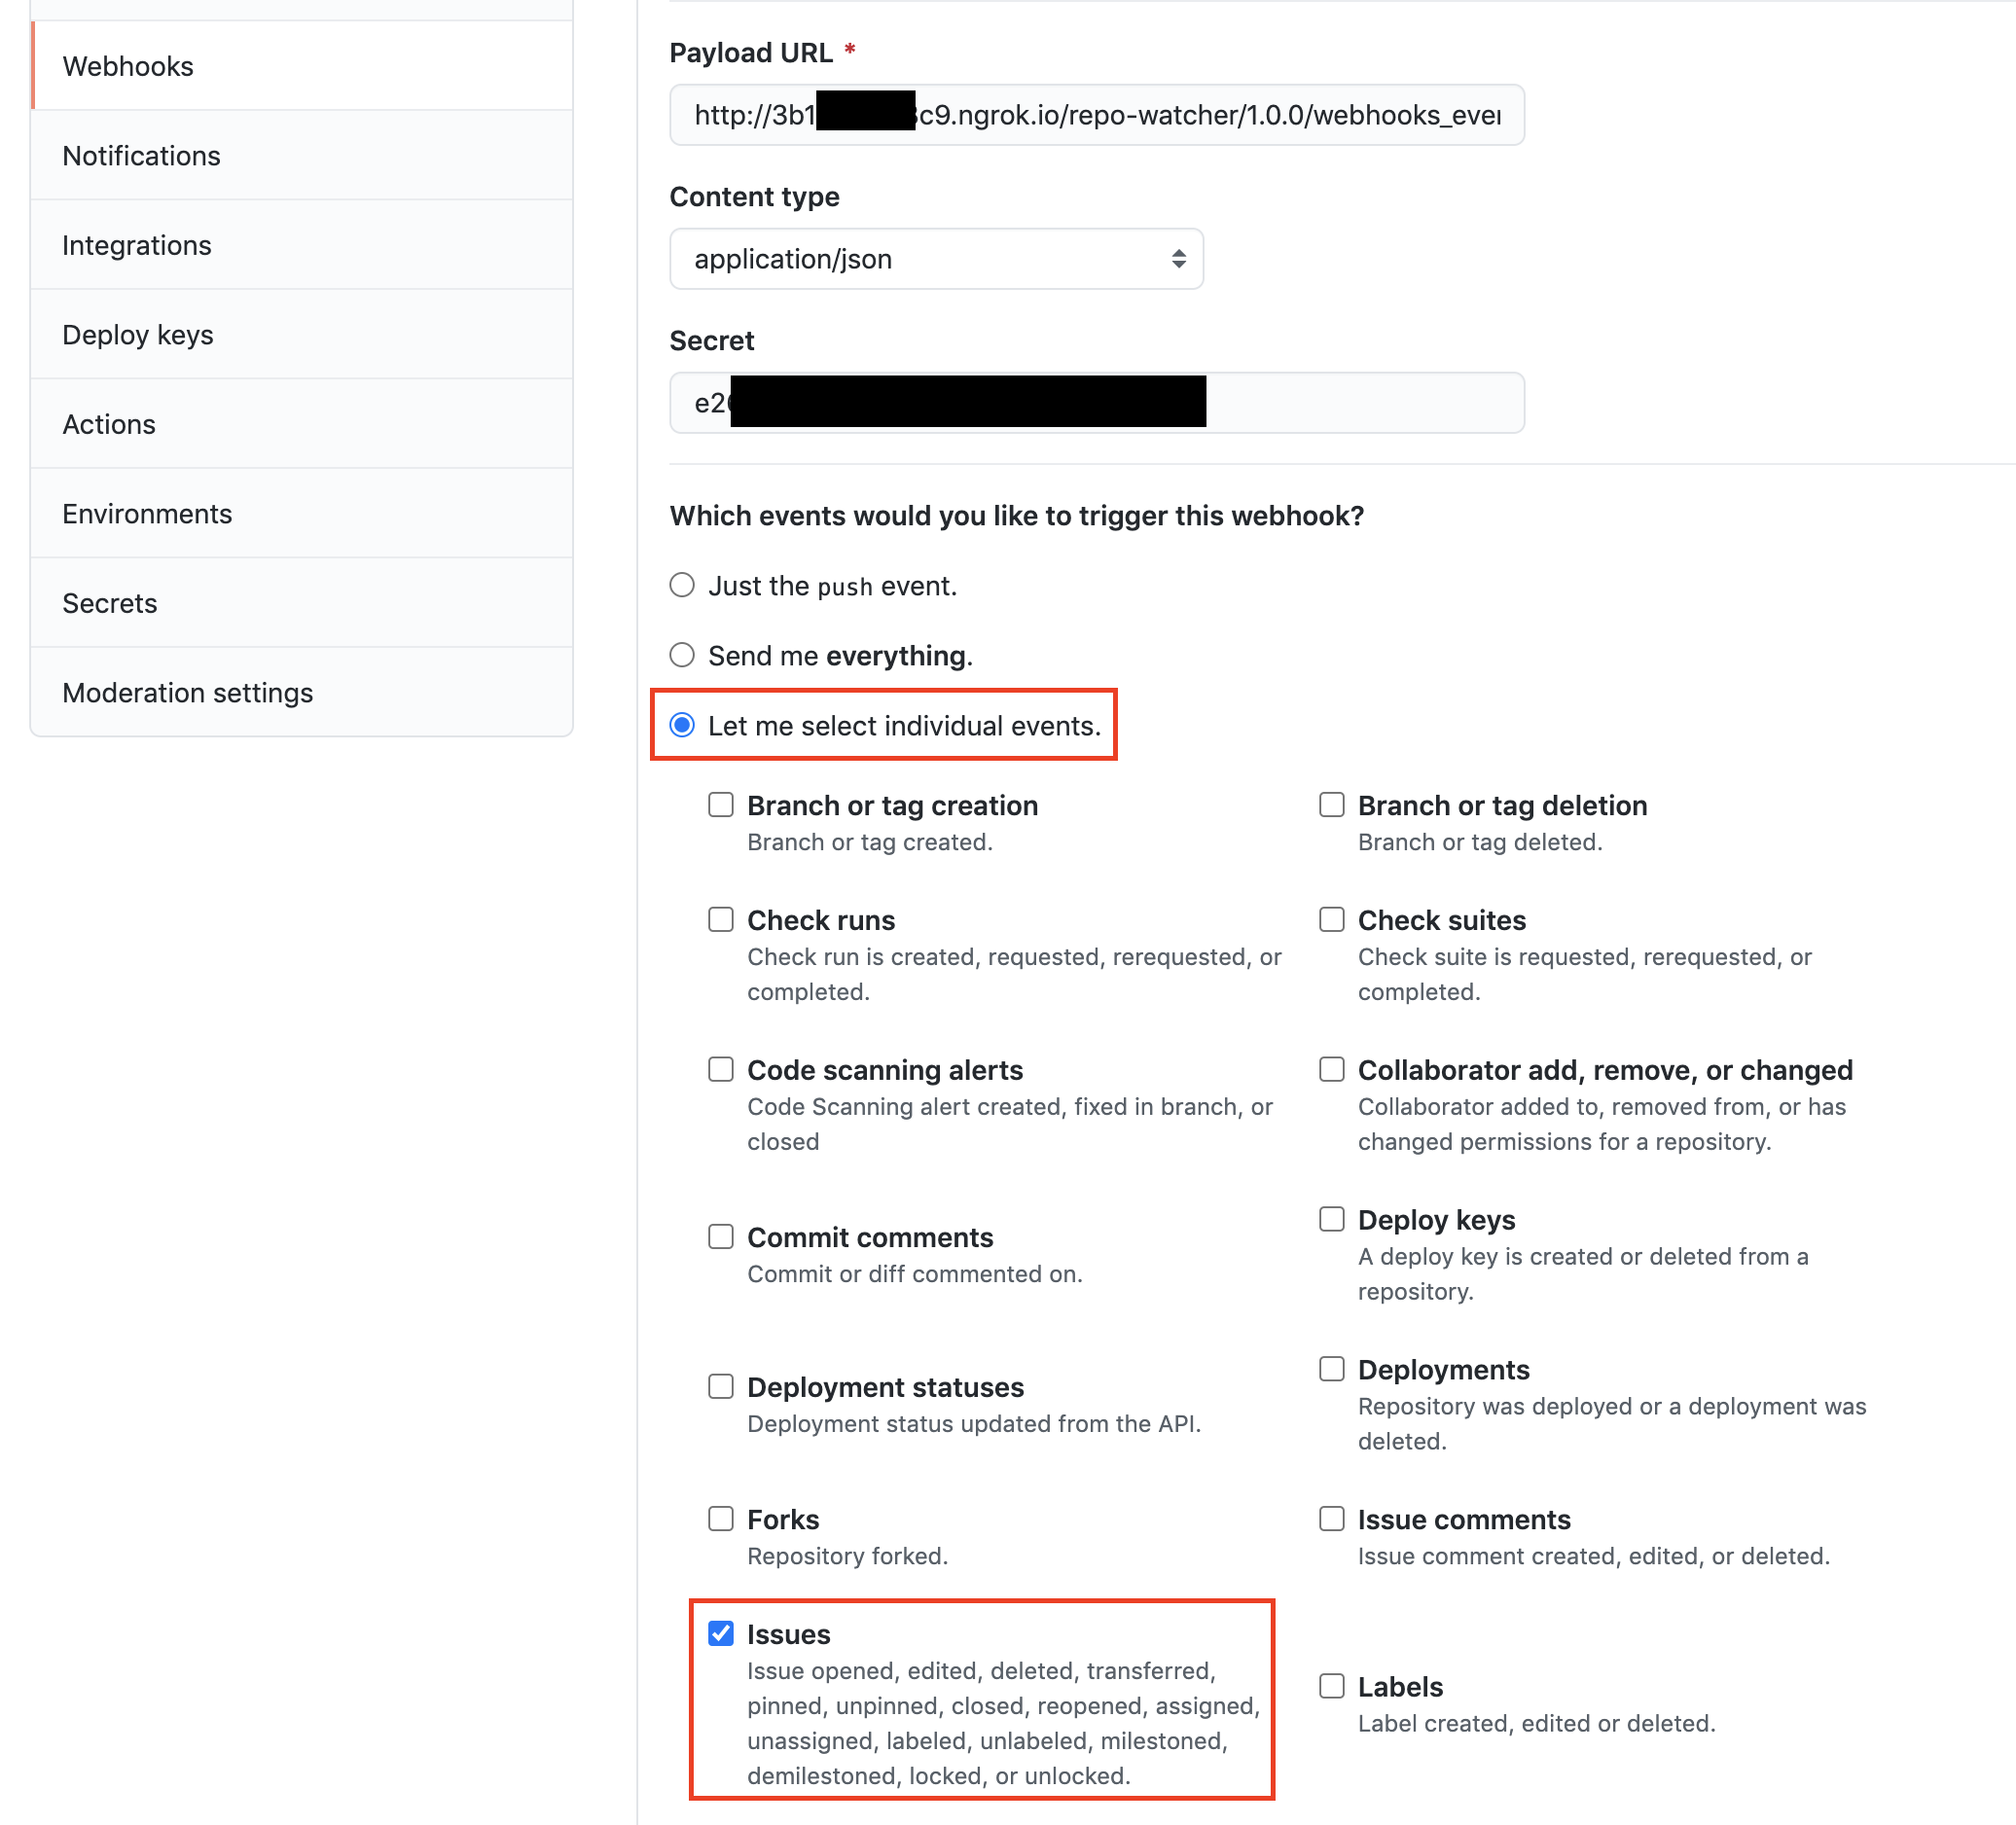 Webhooks
Notifications
Integrations
Deploy keys
Actions
Environments
Secrets
Moderation settings
Payload URL *
http://3b1 c9.ngrok.io/repo-watcher/1.0.0/webhooks_ever
Content type
application/json
Secret
e2
Which events would you like to trigger this webhook?
Just the push event.
Send me everything.
Let me select individual events.
Branch or tag creation
Branch or tag created.
Branch or tag deletion
Branch or tag deleted.
Check runs
Check run is created, requested, rerequested, or
completed.
Check suites
Check suite is requested, rerequested, or
completed.
Code scanning alerts
Code Scanning alert created, fixed in branch, or
closed
Collaborator add, remove, or changed
Collaborator added to, removed from, or has
changed permissions for a repository.
Commit comments
Commit or diff commented on.
Deploy keys
A deploy key is created or deleted from a
repository.
Deployment statuses
Deployment status updated from the API.
Deployments
Repository was deployed or a deployment was
deleted.
Forks
Repository forked.
Issue comments
Issue comment created, edited, or deleted.
Issues
Issue opened, edited, deleted, transferred,
pinned, unpinned, closed, reopened, assigned,
unassigned, labeled, unlabeled, milestoned,
demilestoned, locked, or unlocked.
Labels
Label created, edited or deleted.